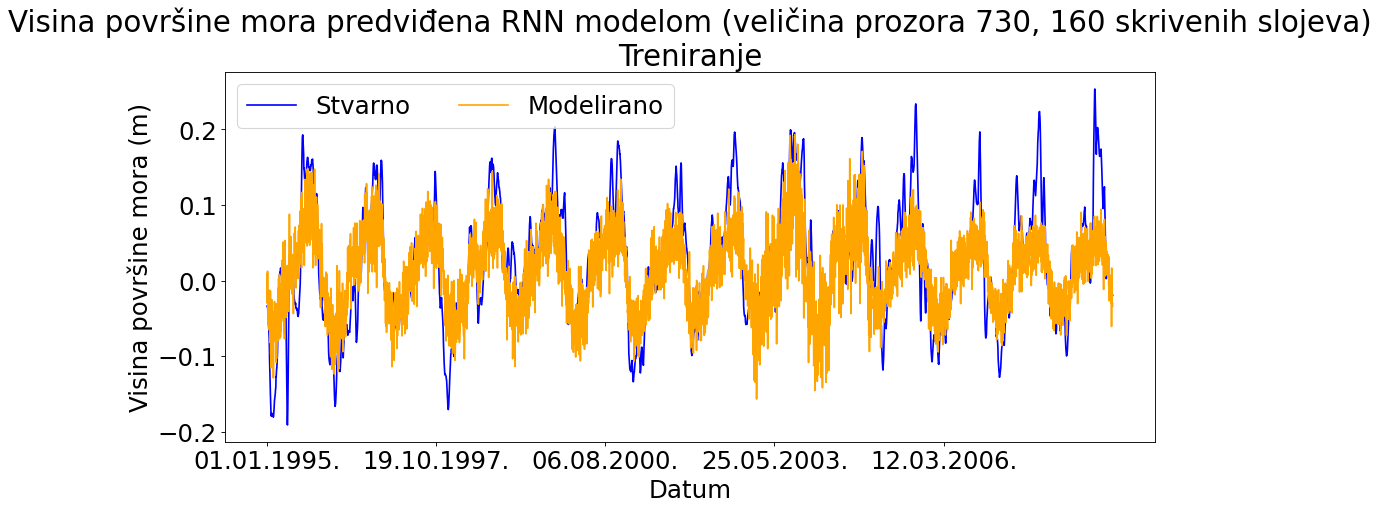 Visina površine mora predviđena RNN modelom (veličina prozora 730, 160 skrivenih slojeva)
Treniranje
Stvarno Modelirano
Visina površine mora (m)
0.2
0.1
0.0
−0.1
−0.2
01.01.1995. 19.10.1997. 06.08.2000. 25.05.2003. 12.03.2006.
Datum